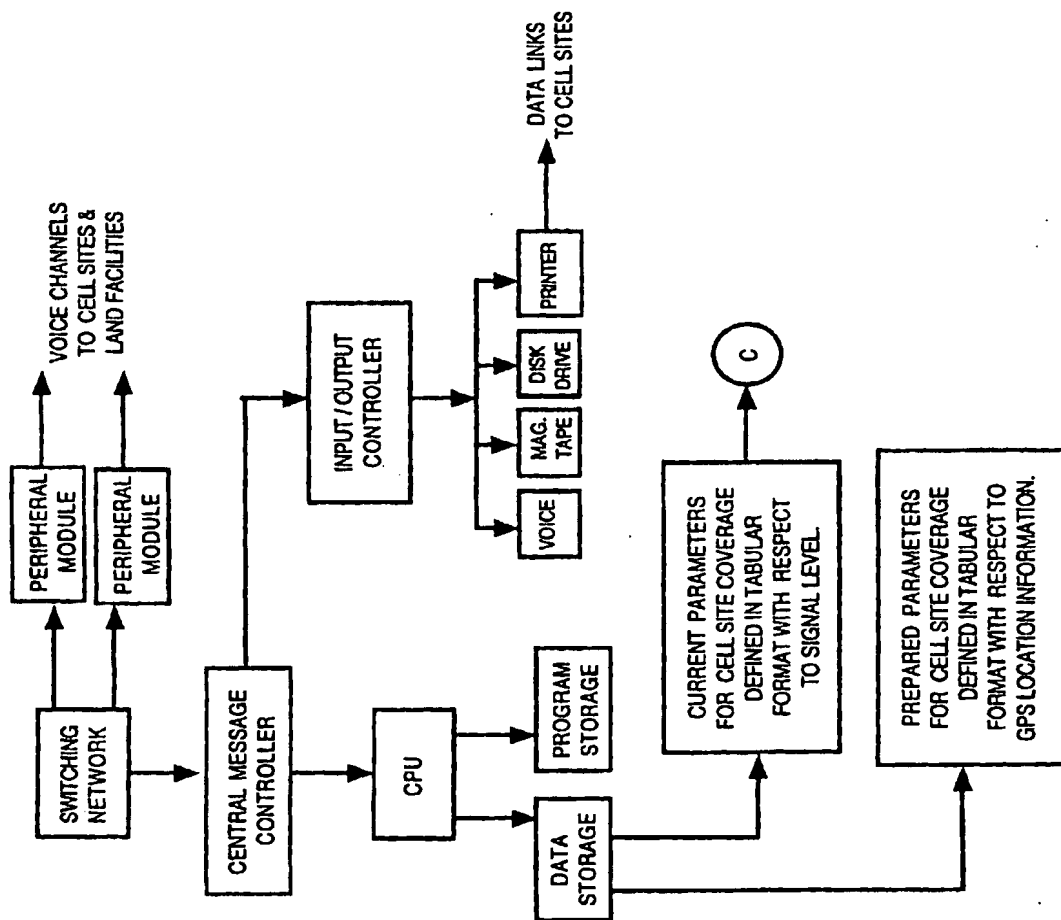 SWITCHING
NETWORK
PERIPHERAL
MODULE
PERIPHERAL
MODULE
VOICE CHANNELS
TO CELL SITES &
LAND FACILITIES
CENTRAL MESSAGE
CONTROLLER
INPUT / OUTPUT
CONTROLLER
CPU
VOICE
MAG.
TAPE
DISK
DRIVE
PRINTER
DATA LINKS
TO CELL SITES
DATA
STORAGE
PROGRAM
STORAGE
CURRENT PARAMETERS
FOR CELL SITE COVERAGE
DEFINED IN TABULAR
FORMAT WITH RESPECT
TO SIGNAL LEVEL.
C
PREPARED PARAMETERS
FOR CELL SITE COVERAGE
DEFINED IN TABULAR
FORMAT WITH RESPECT TO
GPS LOCATION INFORMATION.